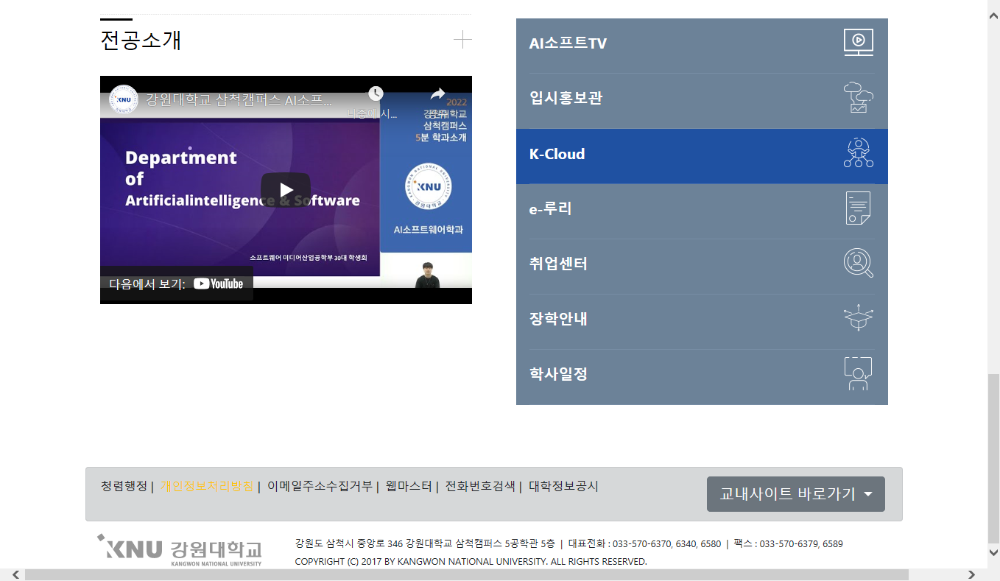 전공소개
KNU
강원대학교 삼척캠퍼스 AI소프...
나중에 시...
공유
2022
강원대학교
삼척캠퍼스
5분 학과소개
Department
of
Artificialintelligence & Software
KNU
AI소프트웨어학과
소프트웨어 미디어산업공학부 30대 학생회
다음에서 보기: YouTube
AI소프트TV
입시홍보관
K-Cloud
e-루리
취업센터
장학안내
학사일정
청렴행정 | 개인정보처리방침 | 이메일주소수집거부 | 웹마스터 | 전화번호검색 | 대학정보공시
교내사이트 바로가기
KNU 강원대학교
KANGWON NATIONAL UNIVERSITY
강원도 삼척시 중앙로 346 강원대학교 삼척캠퍼스 5공학관 5층 | 대표전화 : 033-570-6370, 6340, 6580 | 팩스 : 033-570-6379, 6589
COPYRIGHT (C) 2017 BY KANGWON NATIONAL UNIVERSITY. ALL RIGHTS RESERVED.